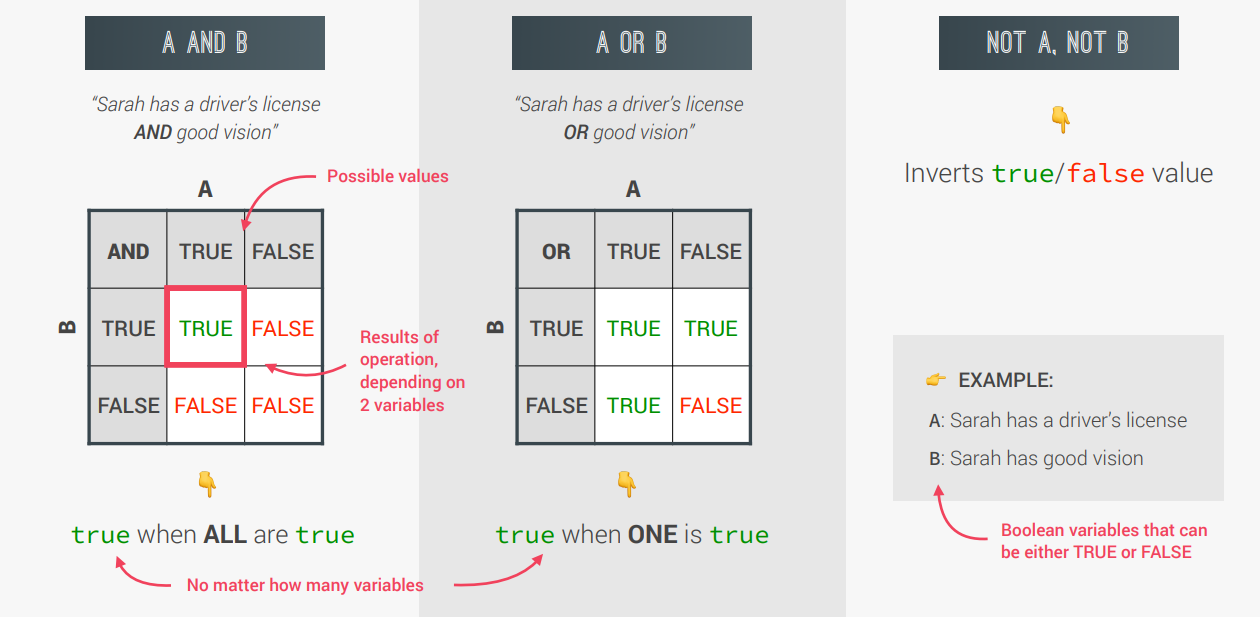 A AND B
“Sarah has a driver’s license
AND good vision”
Possible values
A
AND TRUE FALSE
B
TRUE TRUE FALSE
FALSE FALSE FALSE
Results of
operation,
depending on
2 variables
true when ALL are true
No matter how many variables
A OR B
“Sarah has a driver’s license
OR good vision”
A
OR TRUE FALSE
B
TRUE TRUE TRUE
FALSE TRUE FALSE
true when ONE is true
NOT A, NOT B
Inverts true/false value
EXAMPLE:
A: Sarah has a driver’s license
B: Sarah has good vision
Boolean variables that can
be either TRUE or FALSE